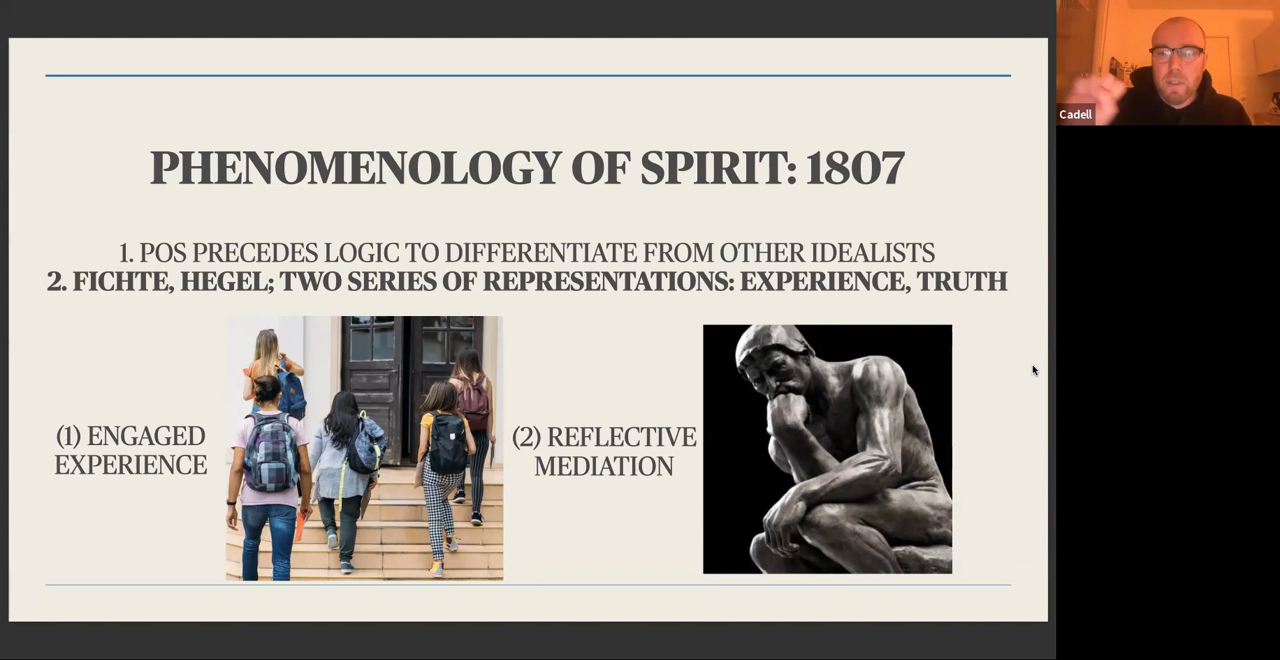 PHENOMENOLOGY OF SPIRIT: 1807
1. POS PRECEDES LOGIC TO DIFFERENTIATE FROM OTHER IDEALISTS
2. FICHTE, HEGEL; TWO SERIES OF REPRESENTATIONS: EXPERIENCE, TRUTH
(1) ENGAGED
EXPERIENCE
(2) REFLECTIVE
MEDIATION
Cadell